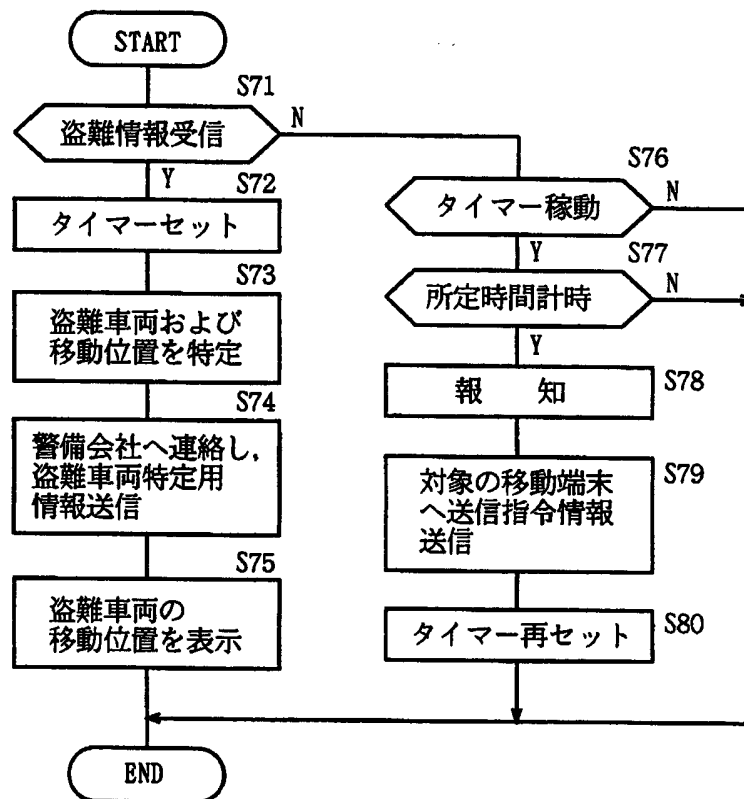 START
S71
盗難情報受信
N
Y
S72
タイマーセット
S73
盗難車両および
移動位置を特定
S74
警備会社へ連絡し,
盗難車両特定用
情報送信
S75
盗難車両の
移動位置を表示
S76
タイマー稼動
N
Y
S77
所定時間計時
N
Y
報 知
S78
対象の移動端末
へ送信指令情報
送信
S79
タイマー再セット
S80
END